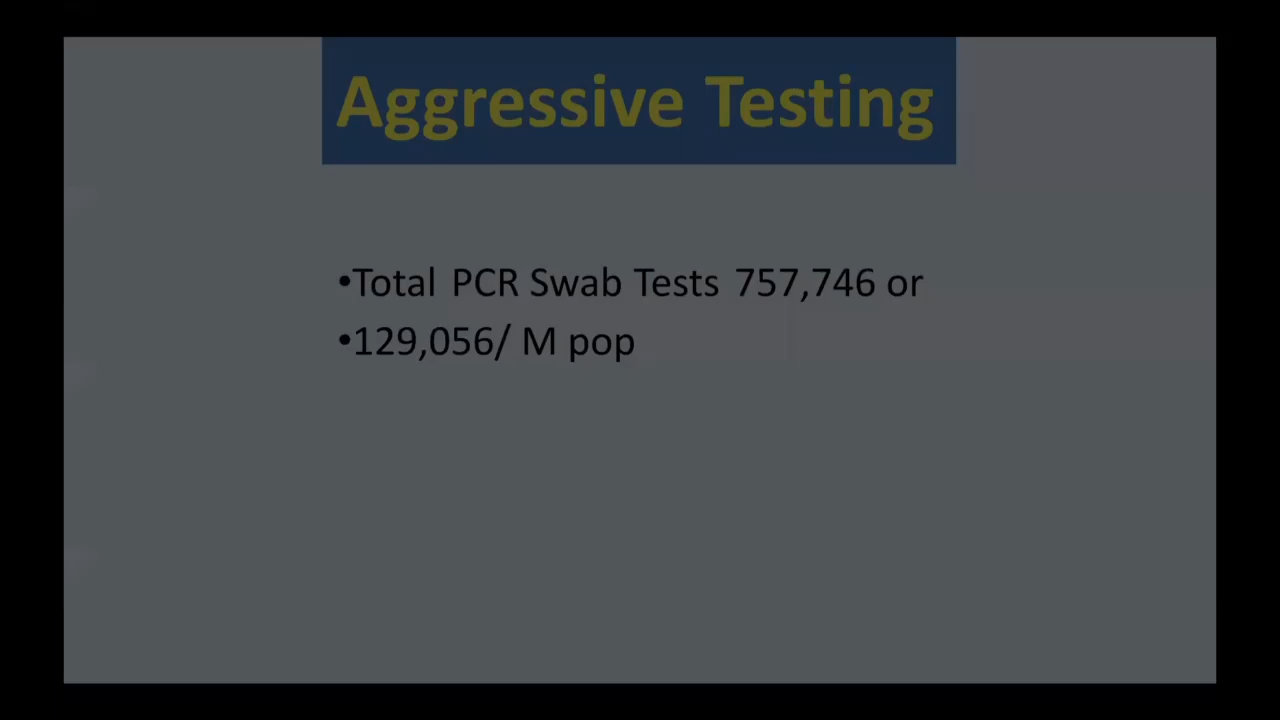 Aggressive Testing
•Total PCR Swab Tests 757,746 or
•129,056/ M pop